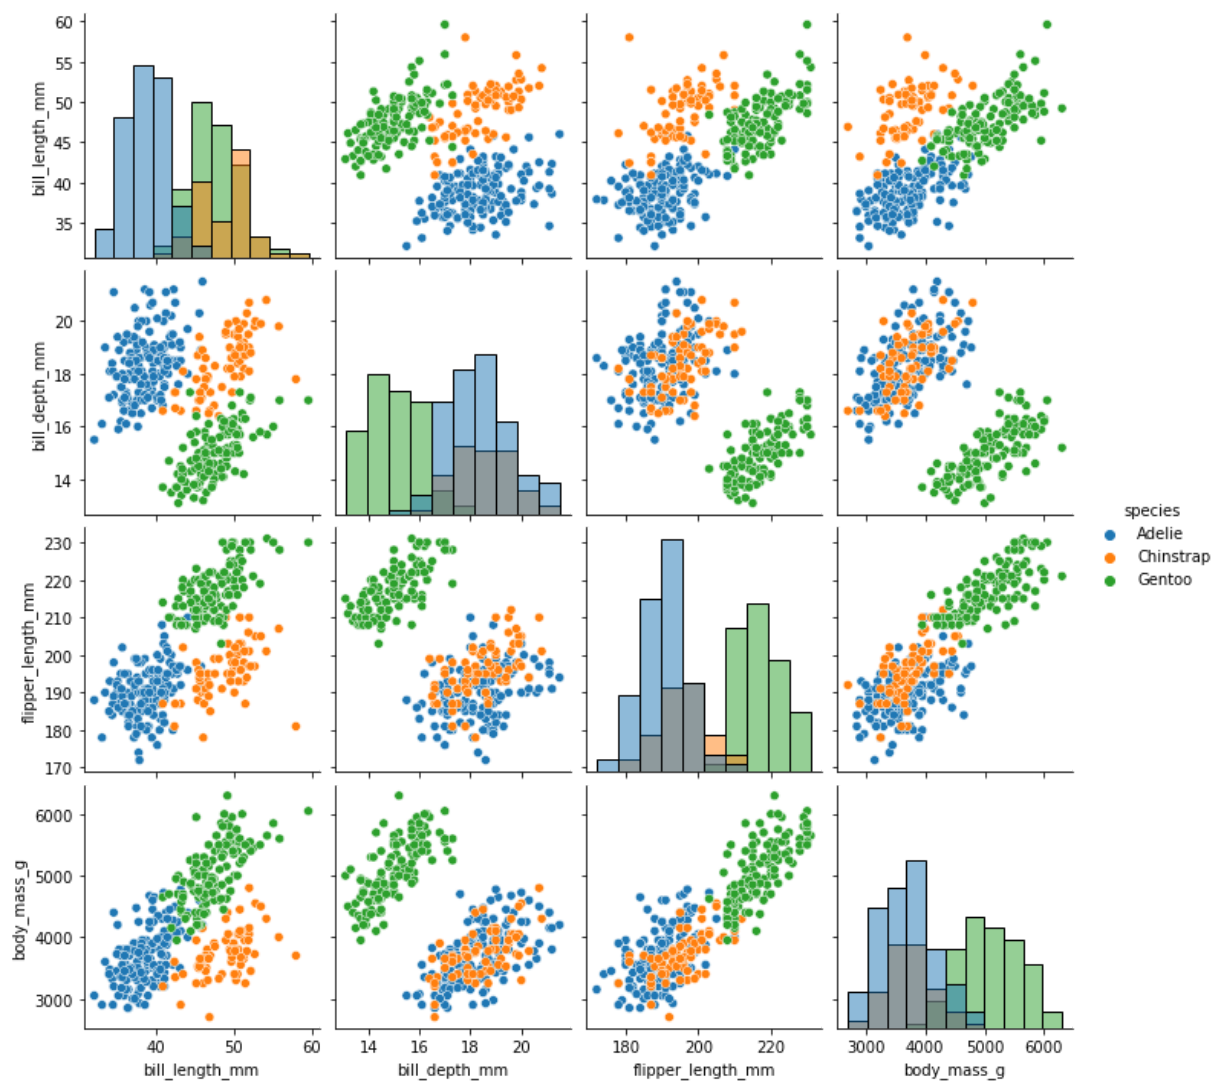 60
55
50
45
40
35
bill_length_mm
20
18
16
14
bill_depth_mm
species
Adelie
Chinstrap
Gentoo
230
220
210
200
190
180
170
flipper_length_mm
6000
5000
4000
3000
body_mass_g
40 50 60
14 16 18 20
180 200 220
3000 4000 5000 6000
bill_length_mm
bill_depth_mm
flipper_length_mm
body_mass_g